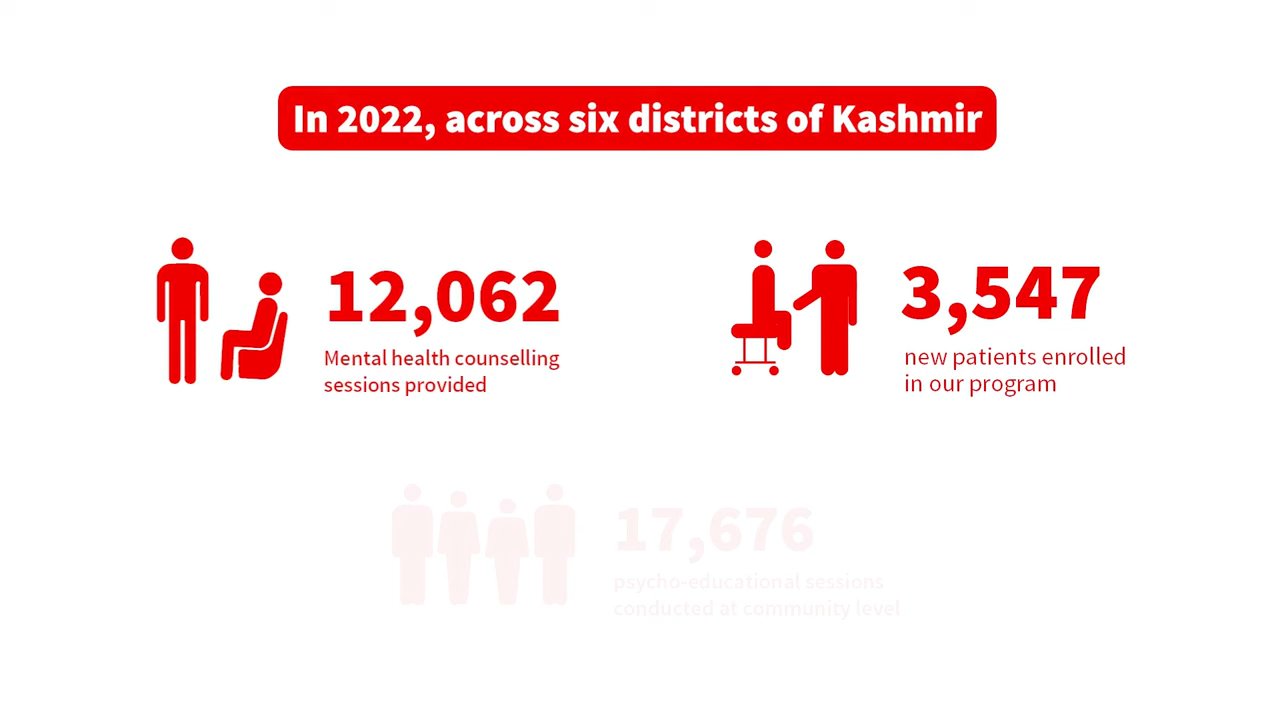 In 2022, across six districts of Kashmir
12,062
Mental health counselling
sessions provided
3,547
new patients enrolled
in our program
17,676
psycho-educational sessions
conducted at community level